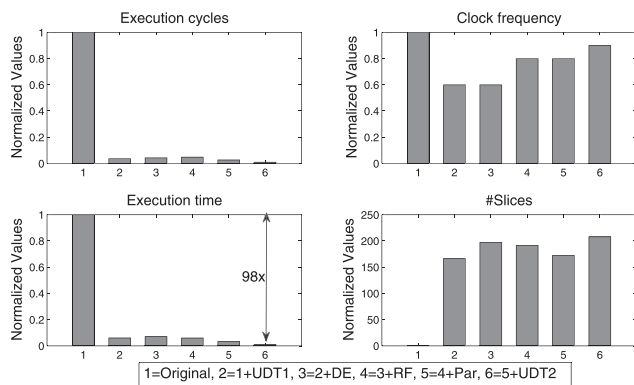 Execution cycles
Normalized Values
1
0.8
0.6
0.4
0.2
0
1 2 3 4 5 6
Clock frequency
Normalized Values
1
0.8
0.6
0.4
0.2
0
1 2 3 4 5 6
Execution time
Normalized Values
1
0.8
0.6
0.4
0.2
0
98x
1 2 3 4 5 6
#Slices
Normalized Values
250
200
150
100
50
0
1 2 3 4 5 6
1=Original, 2=1+UDT1, 3=2+DE, 4=3+RF, 5=4+Par, 6=5+UDT2